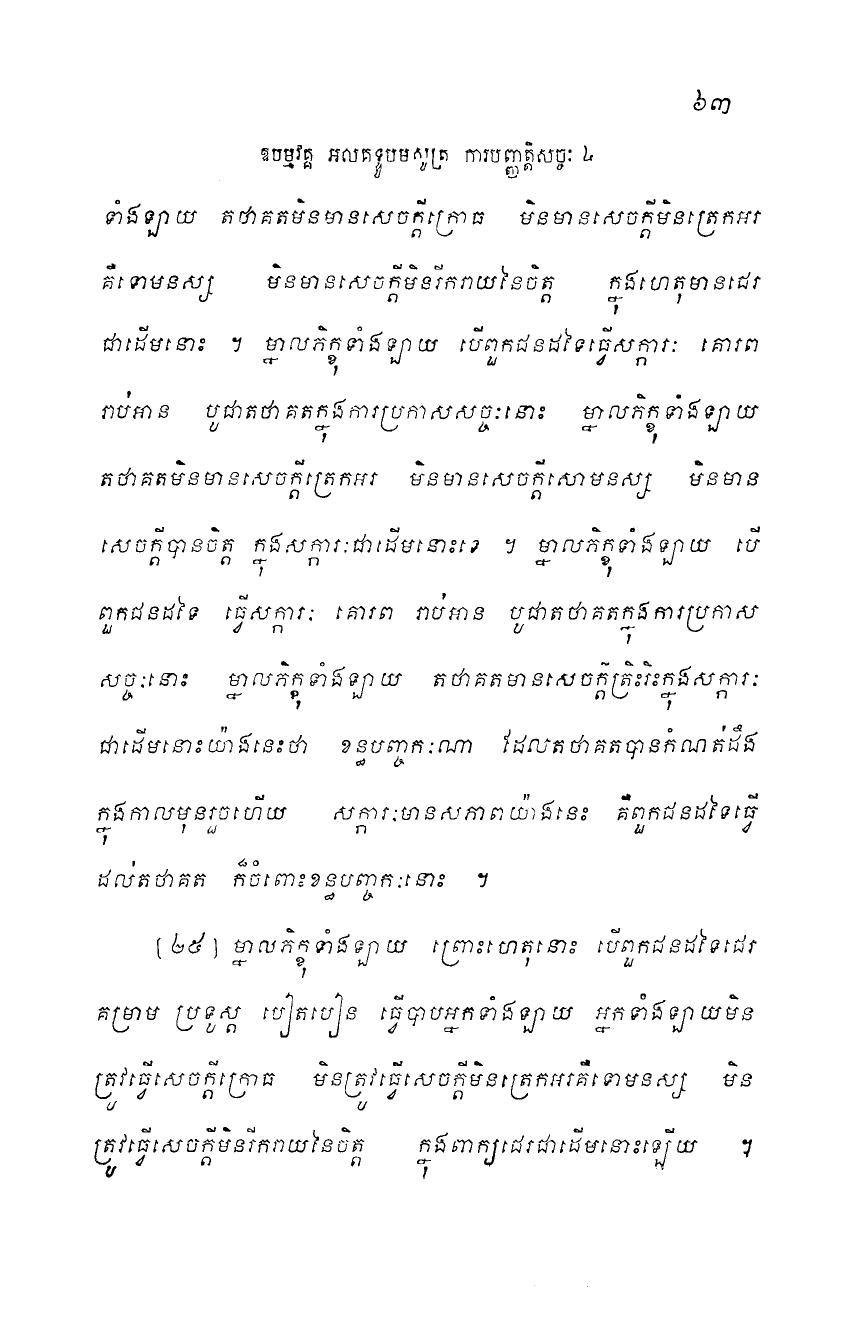 ៦៣
ឱបម្មវគ្គ អលគទ្ទូបមសូត្រ ការបញ្ញត្តិសច្ចៈ ៤
ទាំងឡាយ តថាគតមិនមានសេចក្តីក្រោធ មិនមានសេចក្តីមិនត្រេកអរ
គឺទោមនស្ស មិនមានសេចក្តីមិនរីករាយនៃចិត្ត ក្នុងហេតុមានជេរ
ជាដើមនោះ ។ ម្នាលភិក្ខុទាំងឡាយ បើពួកជនដទៃធ្វើសក្ការៈ គោរព
រាប់អាន បូជាតថាគតក្នុងការប្រកាសសច្ចៈនោះ ម្នាលភិក្ខុទាំងឡាយ
តថាគតមិនមានសេចក្តីត្រេកអរ មិនមានសេចក្តីសោមនស្ស មិនមាន
សេចក្តីបានចិត្ត ក្នុងសក្ការៈជាដើមនោះទេ ។ ម្នាលភិក្ខុទាំងឡាយ បើ
ពួកជនដទៃ ធ្វើសក្ការៈ គោរព រាប់អាន បូជាតថាគតក្នុងការប្រកាស
សច្ចៈនោះ ម្នាលភិក្ខុទាំងឡាយ តថាគតមានសេចក្តីត្រិះរិះក្នុងសក្ការៈ
ជាដើមនោះយ៉ាងនេះថា ខន្ធបញ្ចកៈណា ដែលតថាគតបានកំណត់ដឹង
ក្នុងកាលមុនរួចហើយ សក្ការៈមានសភាពយ៉ាងនេះ គឺពួកជនដទៃធ្វើ
ដល់តថាគត ក៏ចំពោះខន្ធបញ្ចកៈនោះ ។
[២៥] ម្នាលភិក្ខុទាំងឡាយ ព្រោះហេតុនោះ បើពួកជនដទៃជេរ
គម្រាម ប្រទូស្ត បៀតបៀន ធ្វើបាបអ្នកទាំងឡាយ អ្នកទាំងឡាយមិន
ត្រូវធ្វើសេចក្តីក្រោធ មិនត្រូវធ្វើសេចក្តីមិនត្រេកអរគឺទោមនស្ស មិន
ត្រូវធ្វើសេចក្តីមិនរីករាយនៃចិត្ត ក្នុងពាក្យជេរជាដើមនោះឡើយ ។